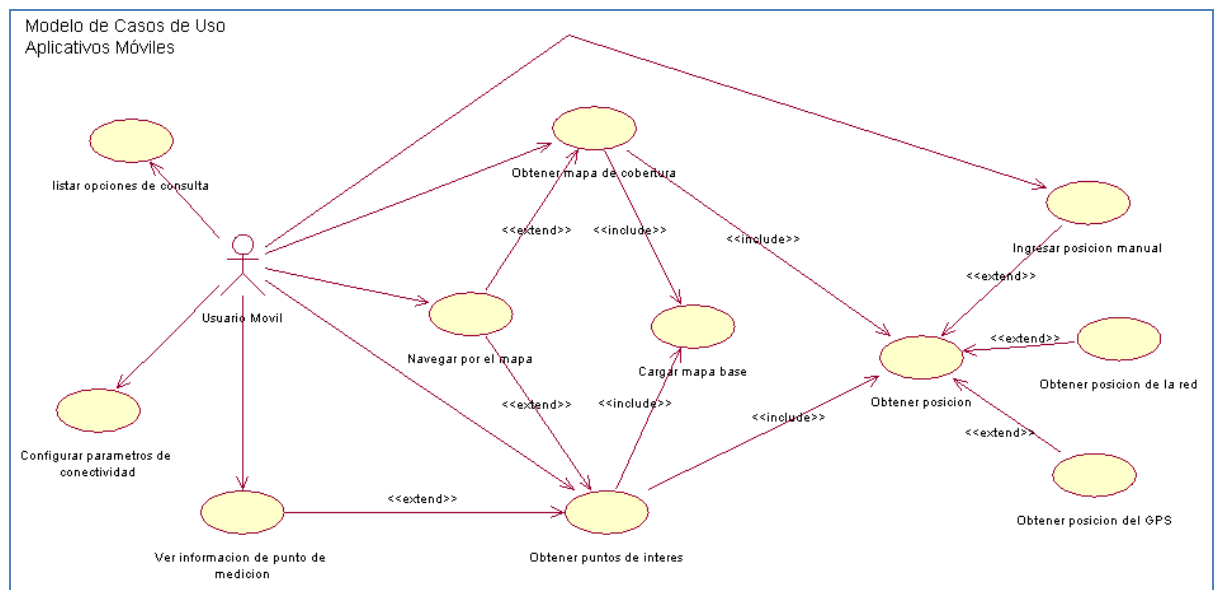 Modelo de Casos de Uso
Aplicativos Móviles
listar opciones de consulta
Obtener mapa de cobertura
Ingresar posicion manual
<<extend>>
<<include>>
<<include>>
<<extend>>
Usuario Movil
Navegar por el mapa
Cargar mapa base
<<extend>>
Obtener posicion
Obtener posicion de la red
<<extend>>
<<include>>
<<include>>
<<extend>>
Configurar parametros de
conectividad
<<extend>>
Obtener posicion del GPS
Ver informacion de punto de
medicion
Obtener puntos de interes